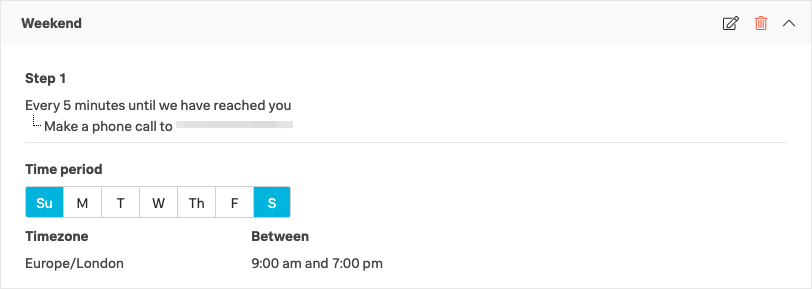 Weekend
Step 1
Every 5 minutes until we have reached you
Make a phone call to
Time period
Su M T W Th F S
Timezone Between
Europe/London 9:00 am and 7:00 pm